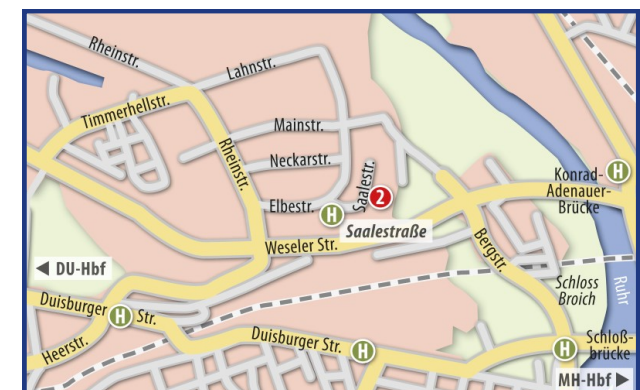 Rheinstr.
Lahnstr.
Timmerhellstr.
Mainstr.
Rheinstr.
Neckarstr.
Saalestr.
2
H
Konrad-
Adenauer-
Brücke
Elbestr.
H
Saalestraße
Weseler Str.
Bergstr.
◄ DU-Hbf
Schloss
Broich
Ruhr
Duisburger Str.
H
Heerstr.
Duisburger Str.
H
H
Schloß-
brücke
MH-Hbf ►